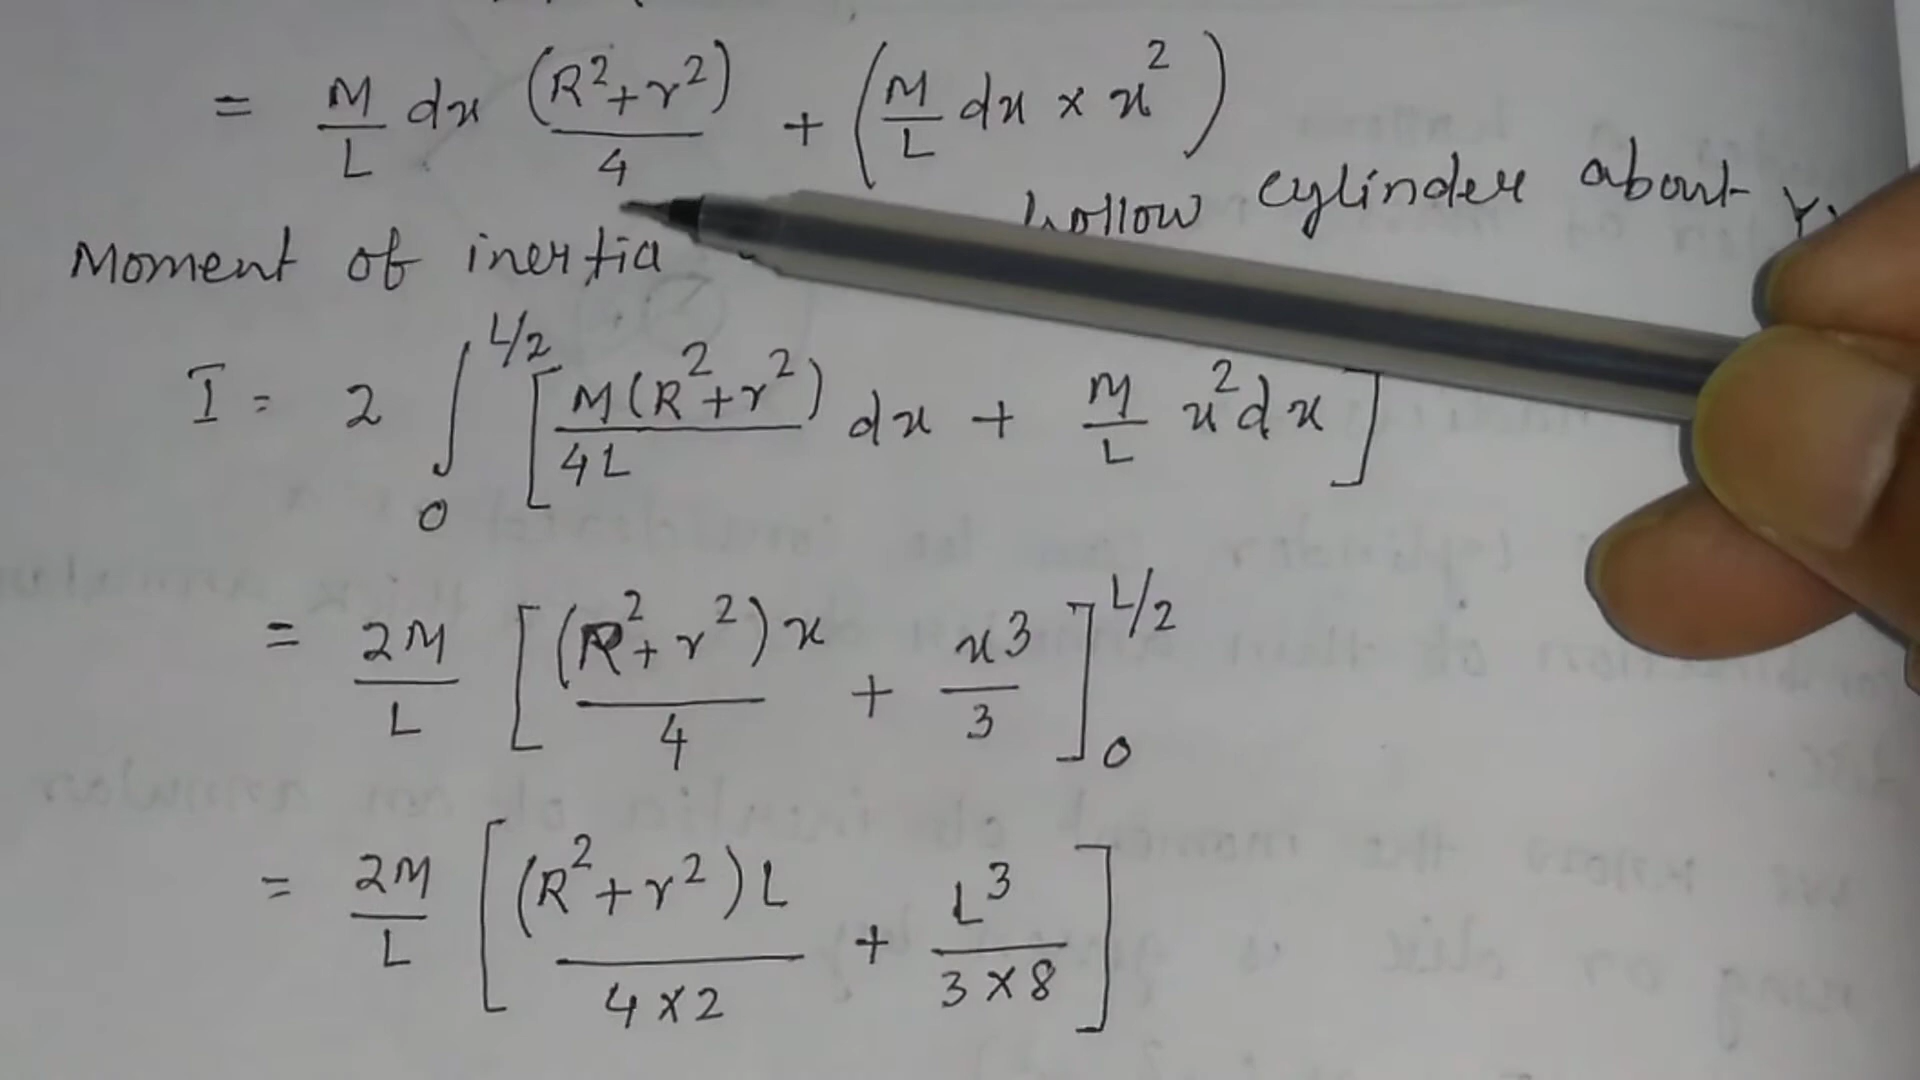 = M/L dx (R²+r²)/4 + (M/L dx × x²)
Moment of inertia hollow cylinder about
I = 2 ∫₀^(L/2) [M(R²+r²)/4L dx + M/L x²dx]
= 2M/L [(R²+r²)x/4 + x³/3]₀^(L/2)
= 2M/L [(R²+r²)L/(4×2) + L³/(3×8)]